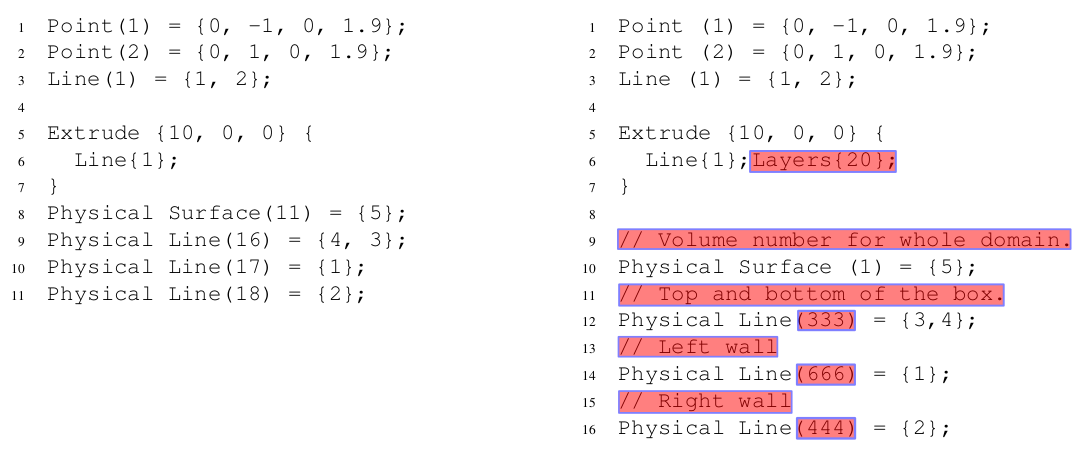 1 Point(1) = {0, -1, 0, 1.9};
2 Point(2) = {0, 1, 0, 1.9};
3 Line(1) = {1, 2};
4
5 Extrude {10, 0, 0} {
6   Line{1};
7 }
8 Physical Surface(11) = {5};
9 Physical Line(16) = {4, 3};
10 Physical Line(17) = {1};
11 Physical Line(18) = {2};
1 Point (1) = {0, -1, 0, 1.9};
2 Point (2) = {0, 1, 0, 1.9};
3 Line (1) = {1, 2};
4
5 Extrude {10, 0, 0} {
6   Line{1};Layers{20};
7 }
8
9 // Volume number for whole domain.
10 Physical Surface (1) = {5};
11 // Top and bottom of the box.
12 Physical Line(333) = {3,4};
13 // Left wall
14 Physical Line(666) = {1};
15 // Right wall
16 Physical Line(444) = {2};